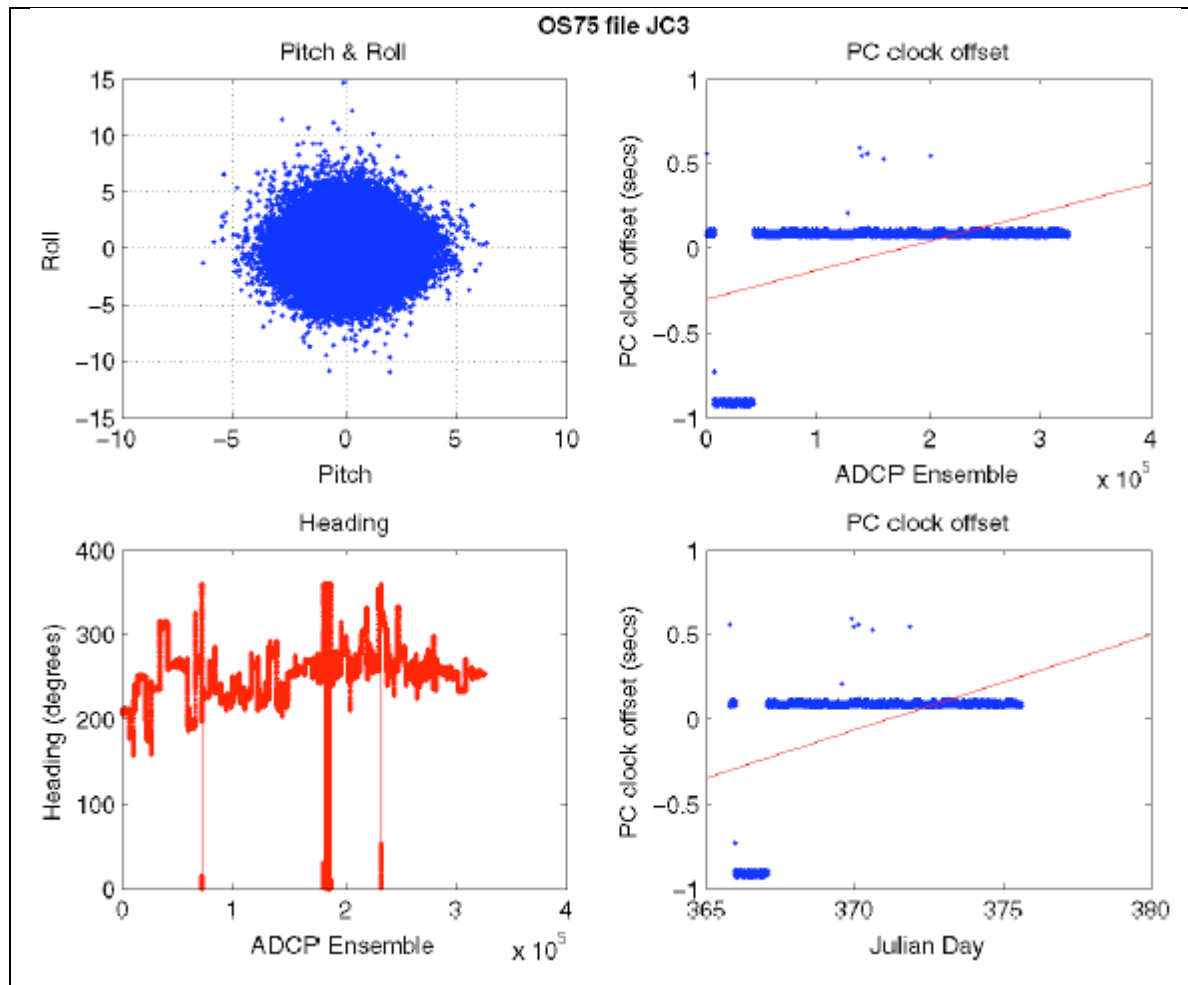 OS75 file JC3
Pitch & Roll
15
10
5
0
−5
−10
−15
Roll
−10
−5
0
5
10
Pitch
PC clock offset
1
0.5
0
−0.5
−1
PC clock offset (secs)
0
1
2
3
4
ADCP Ensemble
x 10^5
Heading
400
300
200
100
0
Heading (degrees)
0
1
2
3
4
ADCP Ensemble
x 10^5
PC clock offset
1
0.5
0
−0.5
−1
PC clock offset (secs)
365
370
375
380
Julian Day